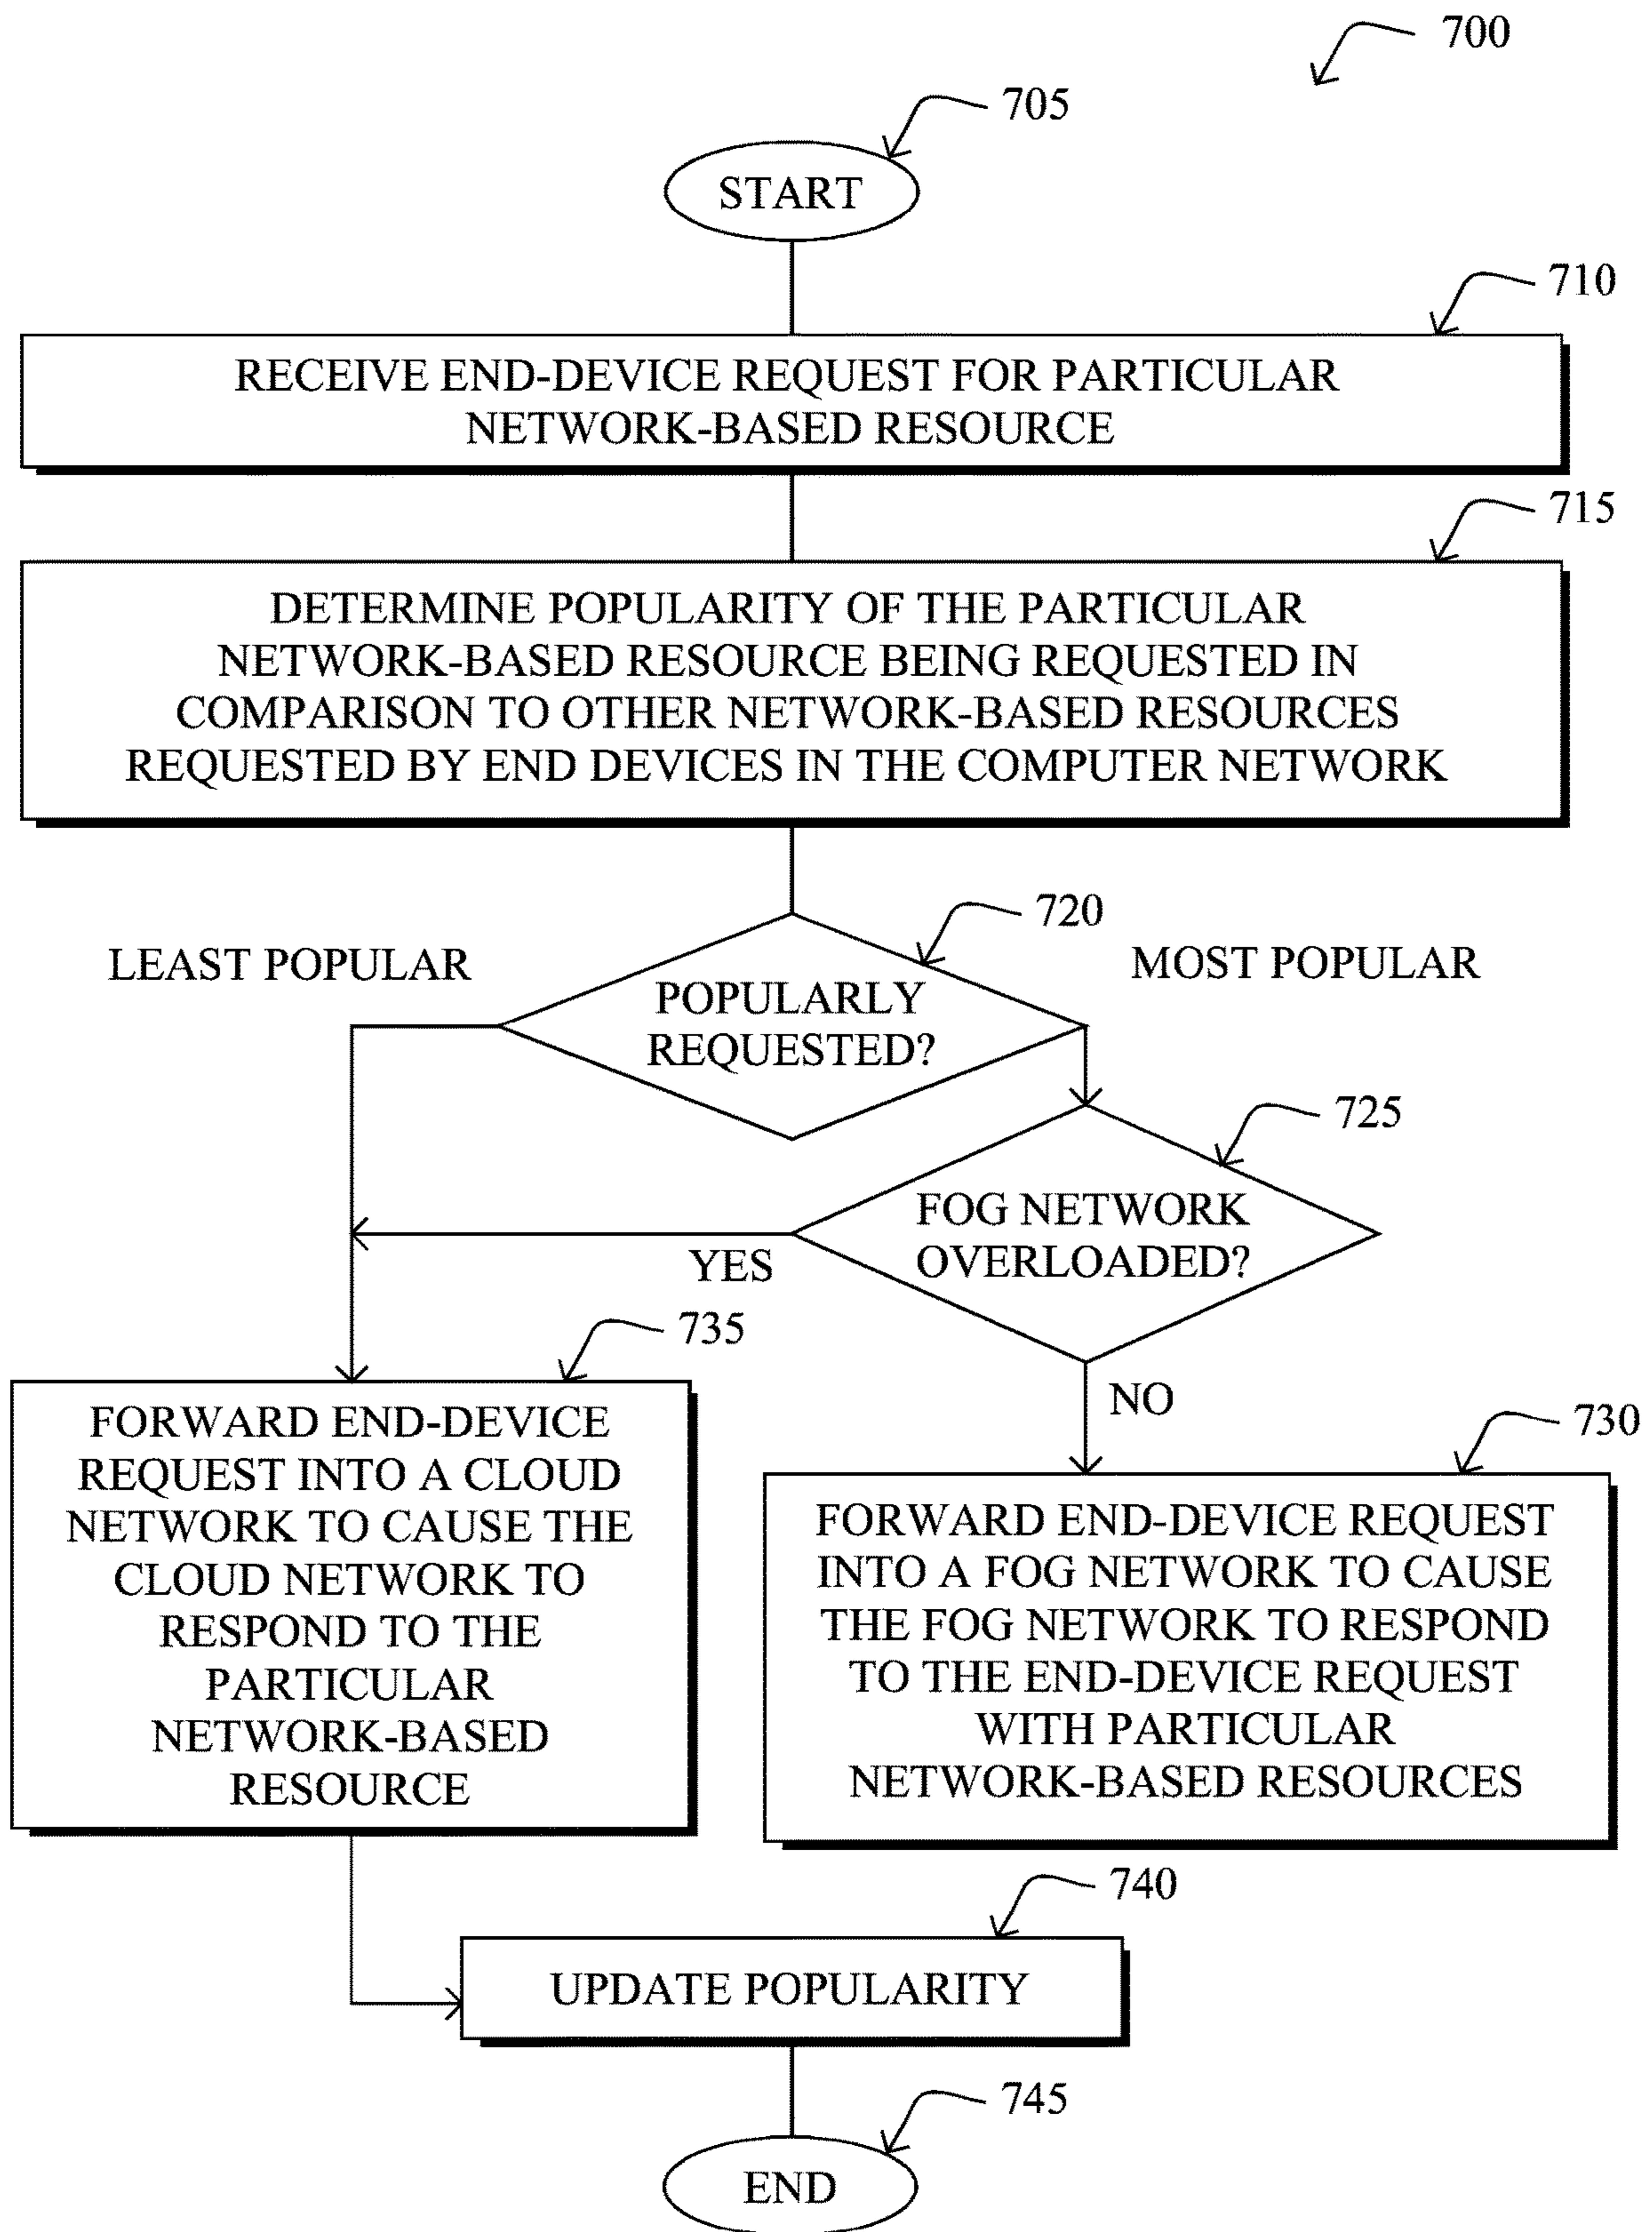 700
705
START
710
RECEIVE END-DEVICE REQUEST FOR PARTICULAR
NETWORK-BASED RESOURCE
715
DETERMINE POPULARITY OF THE PARTICULAR
NETWORK-BASED RESOURCE BEING REQUESTED IN
COMPARISON TO OTHER NETWORK-BASED RESOURCES
REQUESTED BY END DEVICES IN THE COMPUTER NETWORK
720
LEAST POPULAR
MOST POPULAR
POPULARLY
REQUESTED?
725
FOG NETWORK
OVERLOADED?
YES
NO
735
FORWARD END-DEVICE
REQUEST INTO A CLOUD
NETWORK TO CAUSE THE
CLOUD NETWORK TO
RESPOND TO THE
PARTICULAR
NETWORK-BASED
RESOURCE
730
FORWARD END-DEVICE REQUEST
INTO A FOG NETWORK TO CAUSE
THE FOG NETWORK TO RESPOND
TO THE END-DEVICE REQUEST
WITH PARTICULAR
NETWORK-BASED RESOURCES
740
UPDATE POPULARITY
745
END